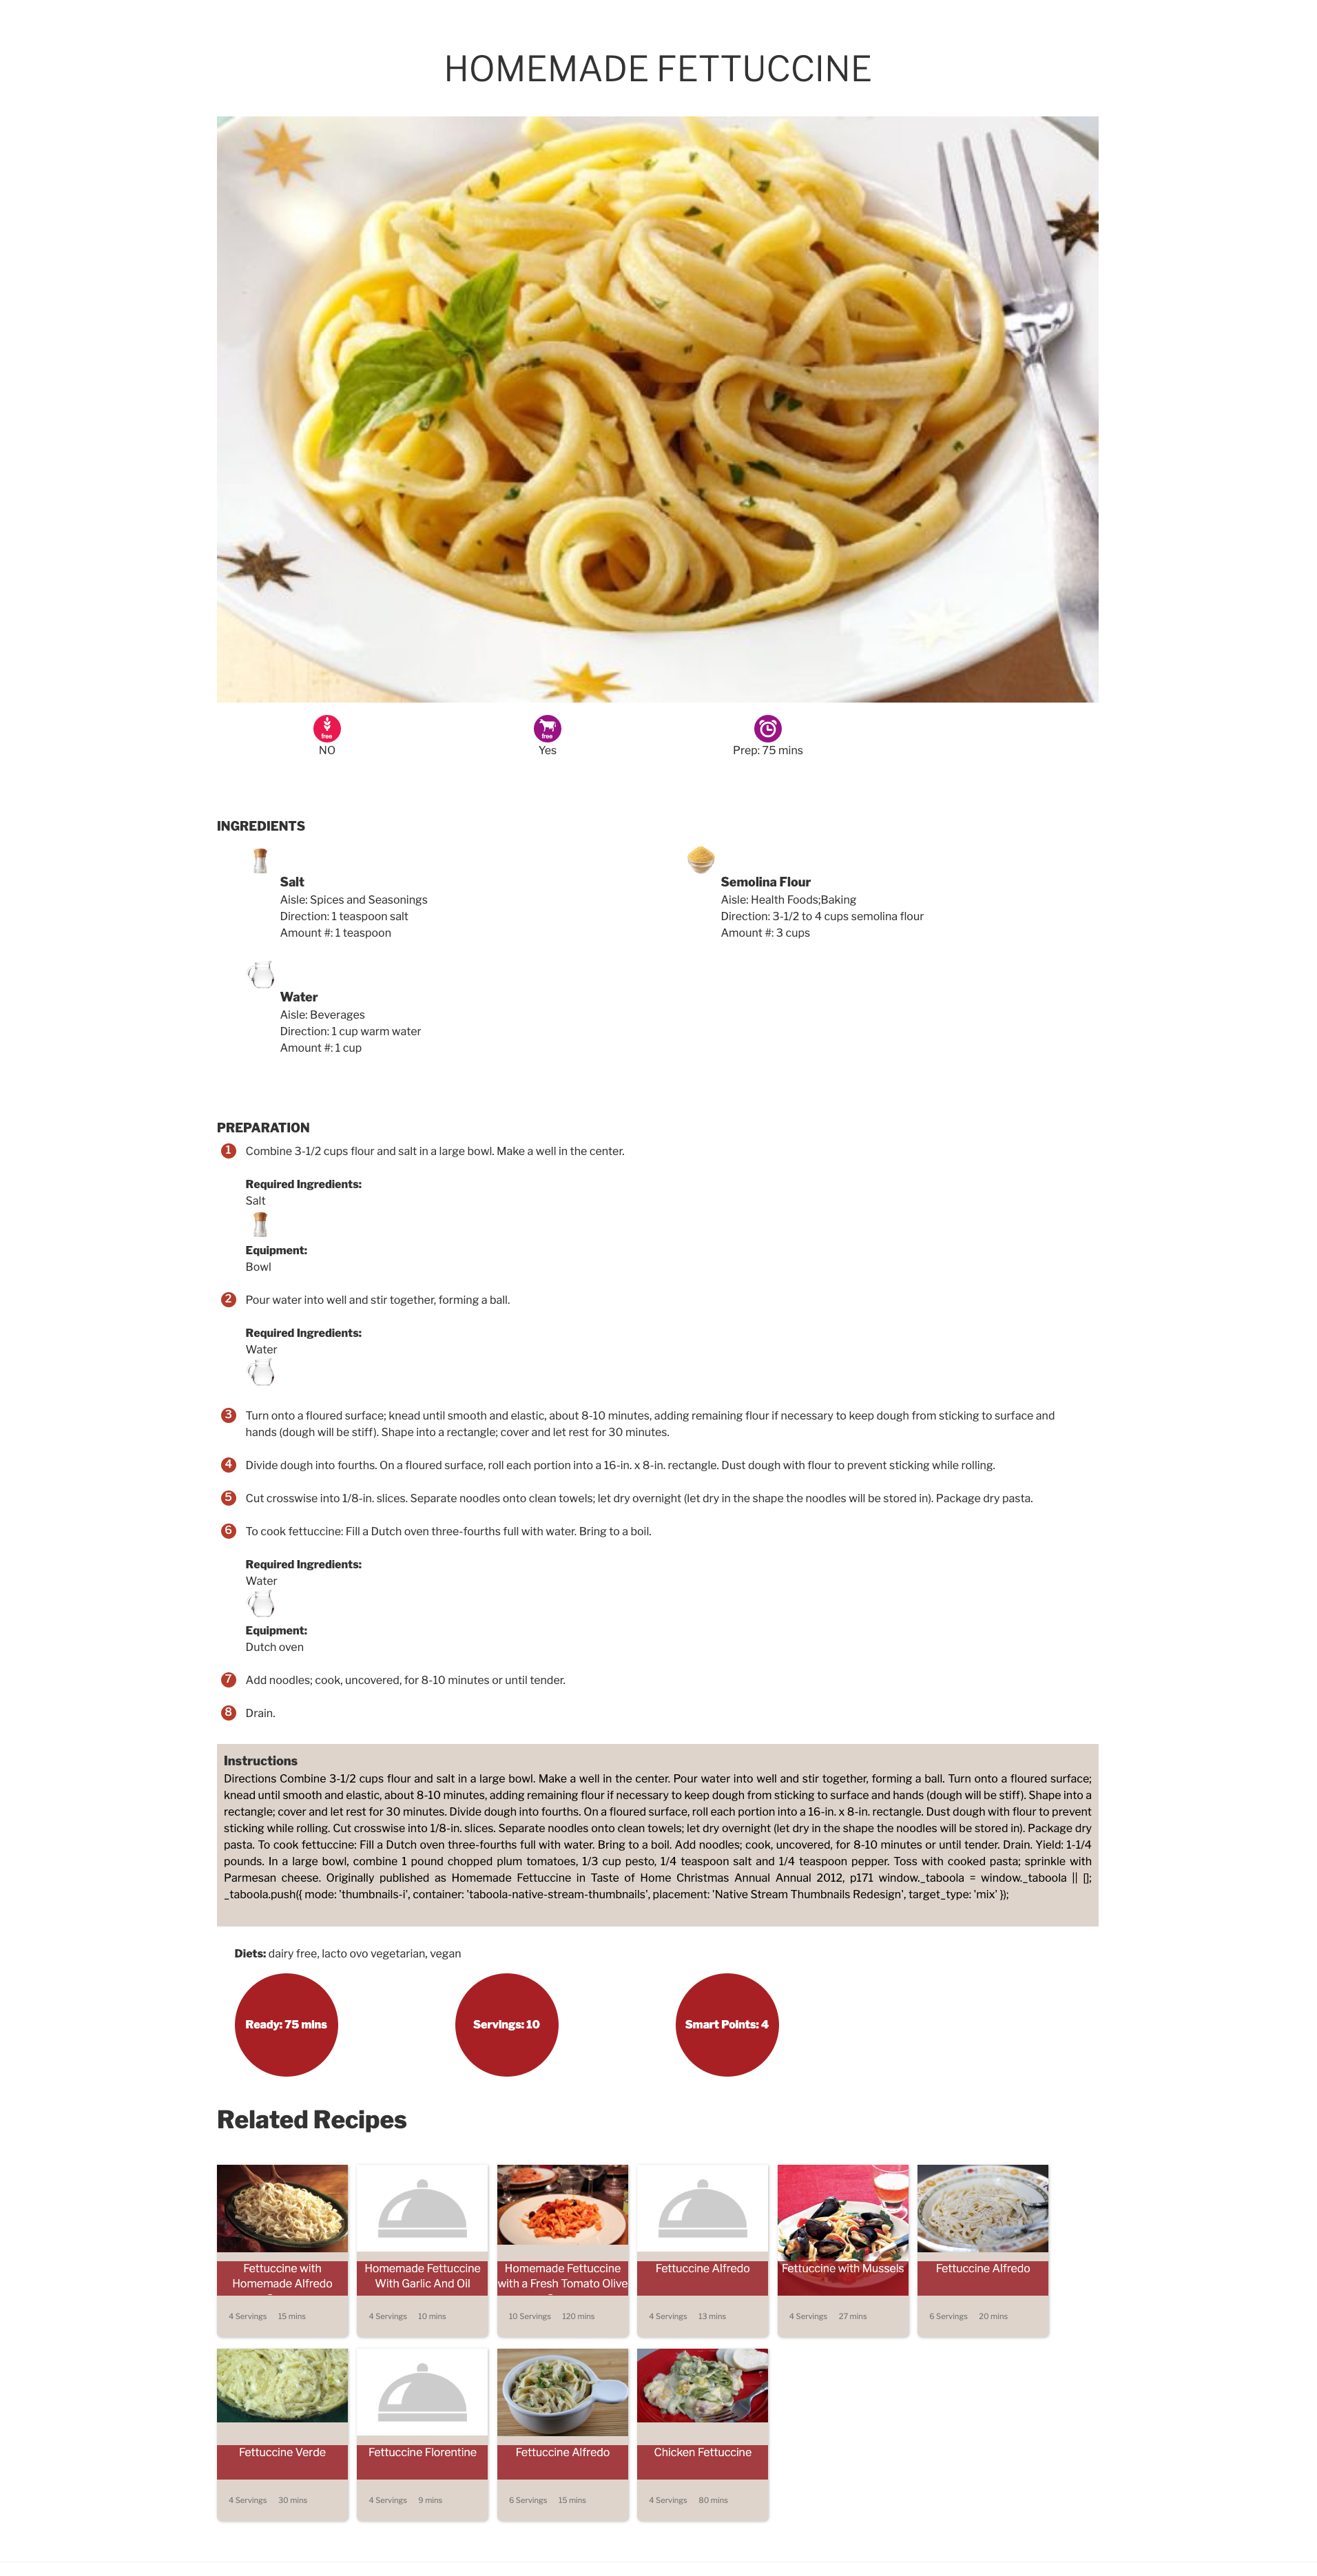 HOMEMADE FETTUCCINE
free
NO
free
Yes
Prep: 75 mins
INGREDIENTS
Salt
Aisle: Spices and Seasonings
Direction: 1 teaspoon salt
Amount #: 1 teaspoon
Semolina Flour
Aisle: Health Foods;Baking
Direction: 3-1/2 to 4 cups semolina flour
Amount #: 3 cups
Water
Aisle: Beverages
Direction: 1 cup warm water
Amount #: 1 cup
PREPARATION
1 Combine 3-1/2 cups flour and salt in a large bowl. Make a well in the center.
Required Ingredients:
Salt
Equipment:
Bowl
2 Pour water into well and stir together, forming a ball.
Required Ingredients:
Water
3 Turn onto a floured surface; knead until smooth and elastic, about 8-10 minutes, adding remaining flour if necessary to keep dough from sticking to surface and
hands (dough will be stiff). Shape into a rectangle; cover and let rest for 30 minutes.
4 Divide dough into fourths. On a floured surface, roll each portion into a 16-in. x 8-in. rectangle. Dust dough with flour to prevent sticking while rolling.
5 Cut crosswise into 1/8-in. slices. Separate noodles onto clean towels; let dry overnight (let dry in the shape the noodles will be stored in). Package dry pasta.
6 To cook fettuccine: Fill a Dutch oven three-fourths full with water. Bring to a boil.
Required Ingredients:
Water
Equipment:
Dutch oven
7 Add noodles; cook, uncovered, for 8-10 minutes or until tender.
8 Drain.
Instructions
Directions Combine 3-1/2 cups flour and salt in a large bowl. Make a well in the center. Pour water into well and stir together, forming a ball. Turn onto a floured surface;
knead until smooth and elastic, about 8-10 minutes, adding remaining flour if necessary to keep dough from sticking to surface and hands (dough will be stiff). Shape into a
rectangle; cover and let rest for 30 minutes. Divide dough into fourths. On a floured surface, roll each portion into a 16-in. x 8-in. rectangle. Dust dough with flour to prevent
sticking while rolling. Cut crosswise into 1/8-in. slices. Separate noodles onto clean towels; let dry overnight (let dry in the shape the noodles will be stored in). Package dry
pasta. To cook fettuccine: Fill a Dutch oven three-fourths full with water. Bring to a boil. Add noodles; cook, uncovered, for 8-10 minutes or until tender. Drain. Yield: 1-1/4
pounds. In a large bowl, combine 1 pound chopped plum tomatoes, 1/3 cup pesto, 1/4 teaspoon salt and 1/4 teaspoon pepper. Toss with cooked pasta; sprinkle with
Parmesan cheese. Originally published as Homemade Fettuccine in Taste of Home Christmas Annual Annual 2012, p171 window._taboola = window._taboola || [];
_taboola.push({ mode: 'thumbnails-i', container: 'taboola-native-stream-thumbnails', placement: 'Native Stream Thumbnails Redesign', target_type: 'mix' });
Diets: dairy free, lacto ovo vegetarian, vegan
Ready: 75 mins
Servings: 10
Smart Points: 4
Related Recipes
Fettuccine with
Homemade Alfredo
4 Servings 15 mins
Homemade Fettuccine
With Garlic And Oil
4 Servings 10 mins
Homemade Fettuccine
with a Fresh Tomato Olive
10 Servings 120 mins
Fettuccine Alfredo
4 Servings 13 mins
Fettuccine with Mussels
4 Servings 27 mins
Fettuccine Alfredo
6 Servings 20 mins
Fettuccine Verde
4 Servings 30 mins
Fettuccine Florentine
4 Servings 9 mins
Fettuccine Alfredo
6 Servings 15 mins
Chicken Fettuccine
4 Servings 80 mins